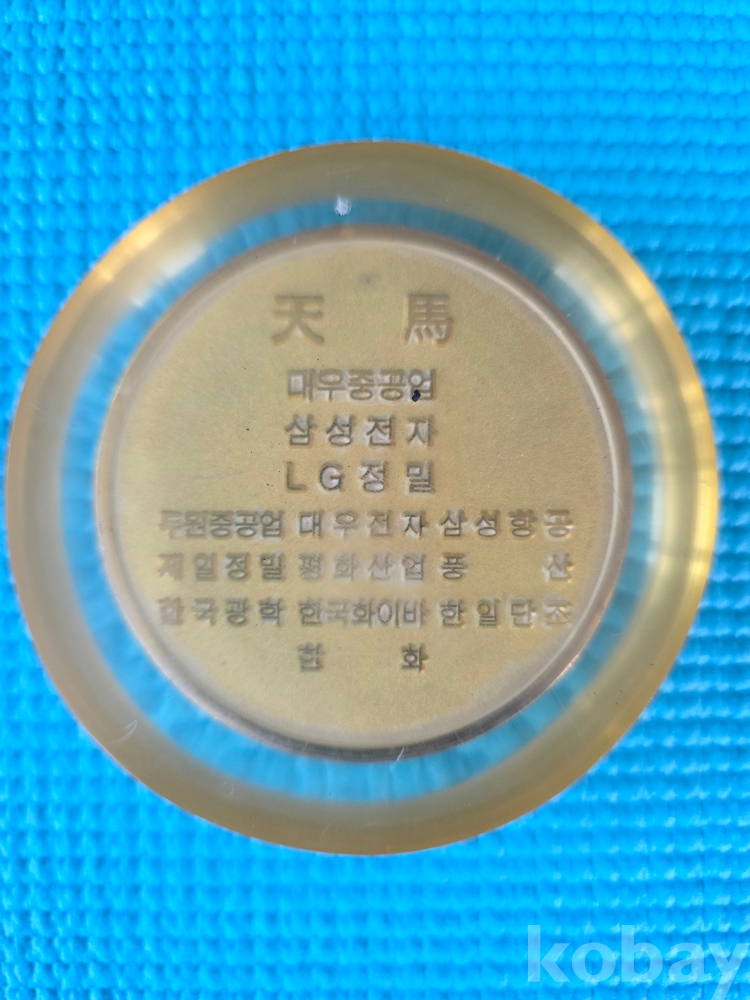 天 馬
대우중공업
삼성전자
LG정밀
두원중공업 대우전자 삼성항공
제일정밀 평화산업 풍 산
한국광학 한국화이바 한일단조
한 화
kobay